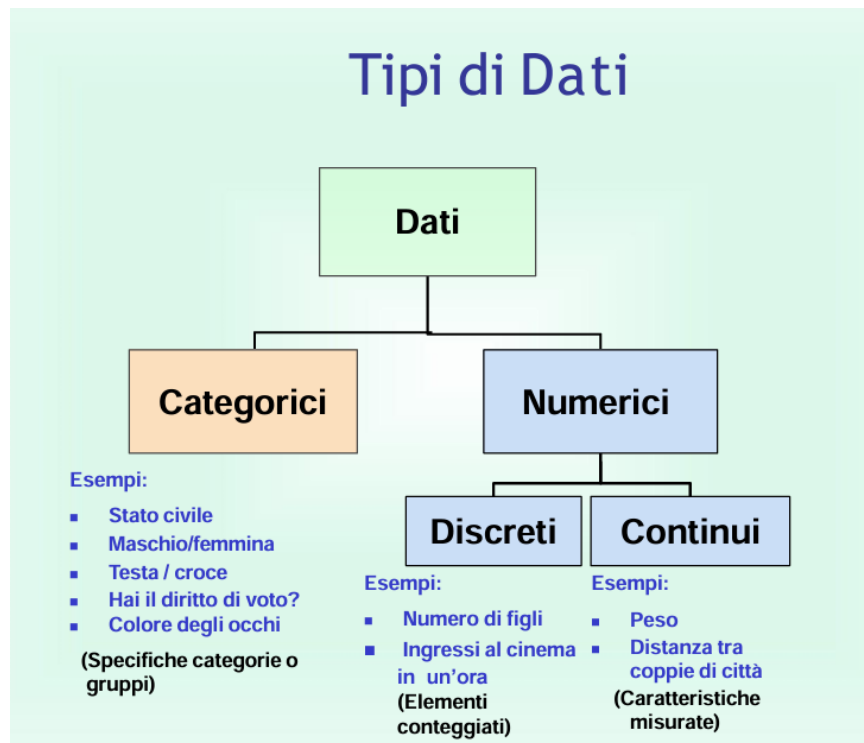 Tipi di Dati
Dati
Categorici
Numerici
Esempi:
Stato civile
Maschio/femmina
Testa / croce
Hai il diritto di voto?
Colore degli occhi
(Specifiche categorie o
gruppi)
Discreti
Esempi:
Numero di figli
Ingressi al cinema
in un’ora
(Elementi
conteggiati)
Continui
Esempi:
Peso
Distanza tra
coppie di città
(Caratteristiche
misurate)